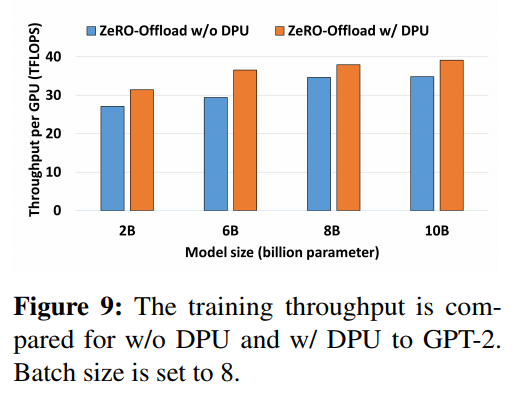 ZeRO-Offload w/o DPU ZeRO-Offload w/ DPU
Throughput per GPU (TFLOPS)
40
30
20
10
0
2B 6B 8B 10B
Model size (billion parameter)
Figure 9: The training throughput is com-
pared for w/o DPU and w/ DPU to GPT-2.
Batch size is set to 8.